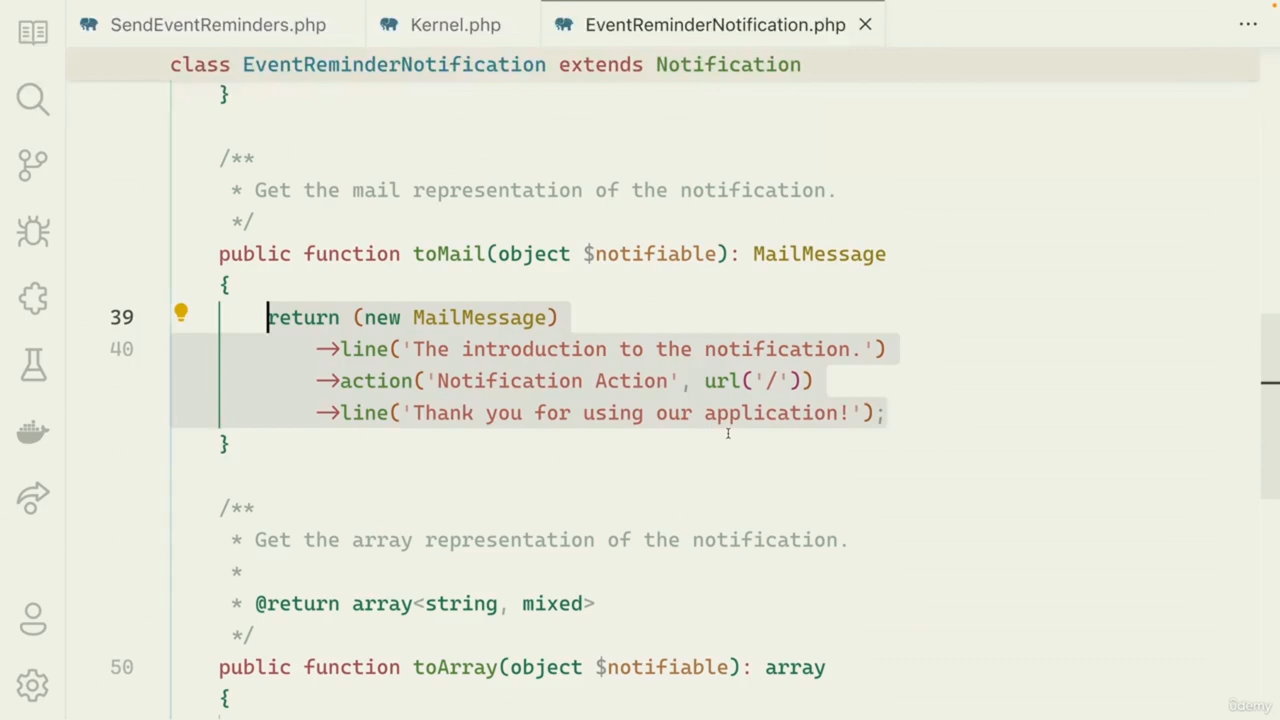 SendEventReminders.php Kernel.php EventReminderNotification.php
class EventReminderNotification extends Notification
}
/**
* Get the mail representation of the notification.
*/
public function toMail(object $notifiable): MailMessage
{
39 return (new MailMessage)
40 ->line('The introduction to the notification.')
->action('Notification Action', url('/'))
->line('Thank you for using our application!');
}
/**
* Get the array representation of the notification.
*
* @return array<string, mixed>
*/
50 public function toArray(object $notifiable): array
{
ûdemy